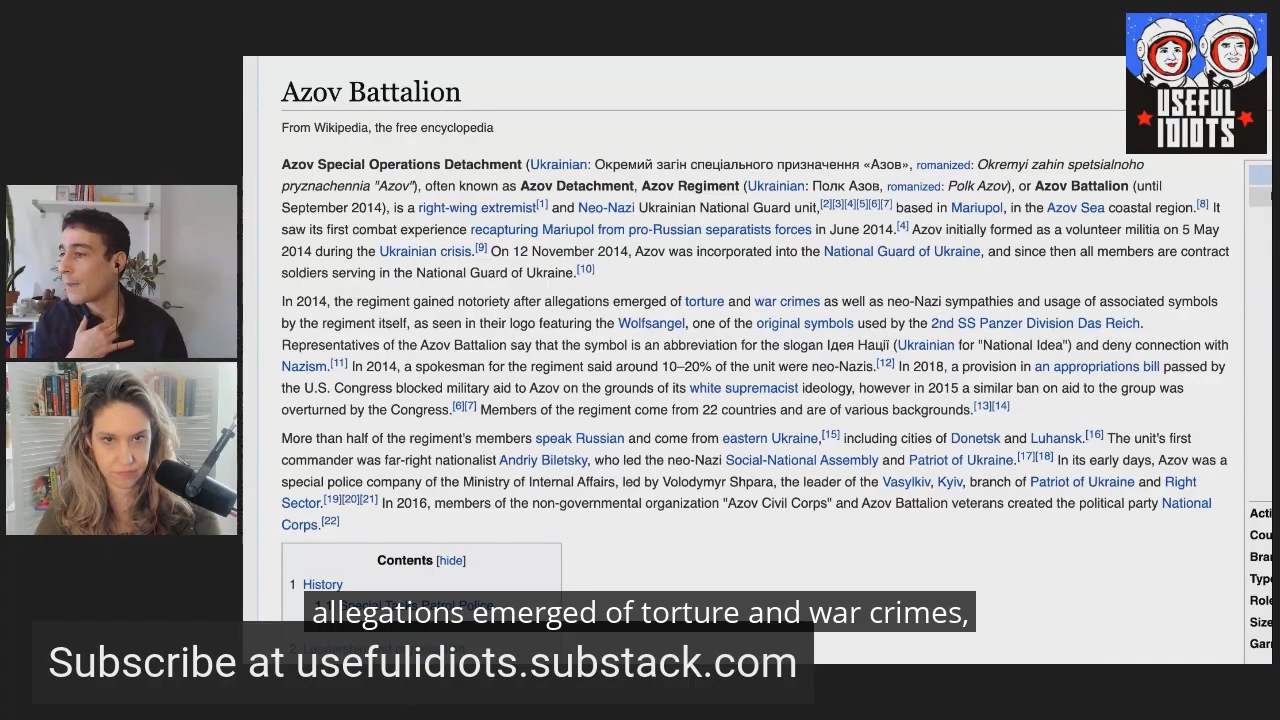 USEFUL
IDIOTS
Azov Battalion
From Wikipedia, the free encyclopedia
Azov Special Operations Detachment (Ukrainian: Окремий загін спеціального призначення «Азов», romanized: Okremyi zahin spetsialnoho
pryznachennia "Azov"), often known as Azov Detachment, Azov Regiment (Ukrainian: Полк Азов, romanized: Polk Azov), or Azov Battalion (until
September 2014), is a right-wing extremist[1] and Neo-Nazi Ukrainian National Guard unit,[2][3][4][5][6][7] based in Mariupol, in the Azov Sea coastal region.[8] It
saw its first combat experience recapturing Mariupol from pro-Russian separatists forces in June 2014.[4] Azov initially formed as a volunteer militia on 5 May
2014 during the Ukrainian crisis.[9] On 12 November 2014, Azov was incorporated into the National Guard of Ukraine, and since then all members are contract
soldiers serving in the National Guard of Ukraine.[10]
In 2014, the regiment gained notoriety after allegations emerged of torture and war crimes as well as neo-Nazi sympathies and usage of associated symbols
by the regiment itself, as seen in their logo featuring the Wolfsangel, one of the original symbols used by the 2nd SS Panzer Division Das Reich.
Representatives of the Azov Battalion say that the symbol is an abbreviation for the slogan Ідея Нації (Ukrainian for "National Idea") and deny connection with
Nazism.[11] In 2014, a spokesman for the regiment said around 10–20% of the unit were neo-Nazis.[12] In 2018, a provision in an appropriations bill passed by
the U.S. Congress blocked military aid to Azov on the grounds of its white supremacist ideology, however in 2015 a similar ban on aid to the group was
overturned by the Congress.[6][7] Members of the regiment come from 22 countries and are of various backgrounds.[13][14]
More than half of the regiment's members speak Russian and come from eastern Ukraine,[15] including cities of Donetsk and Luhansk.[16] The unit's first
commander was far-right nationalist Andriy Biletsky, who led the neo-Nazi Social-National Assembly and Patriot of Ukraine.[17][18] In its early days, Azov was a
special police company of the Ministry of Internal Affairs, led by Volodymyr Shpara, the leader of the Vasylkiv, Kyiv, branch of Patriot of Ukraine and Right
Sector.[19][20][21] In 2016, members of the non-governmental organization "Azov Civil Corps" and Azov Battalion veterans created the political party National
Corps.[22]
Contents [hide]
1 History
allegations emerged of torture and war crimes,
Subscribe at usefulidiots.substack.com
Acti
Cou
Bran
Type
Role
Size
Garr